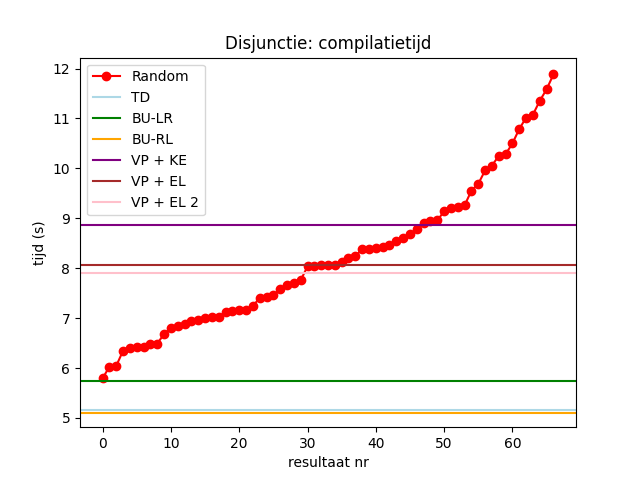 Disjunctie: compilatietijd
Random
TD
BU-LR
BU-RL
VP + KE
VP + EL
VP + EL 2
tijd (s)
12
11
10
9
8
7
6
5
0 10 20 30 40 50 60
resultaat nr